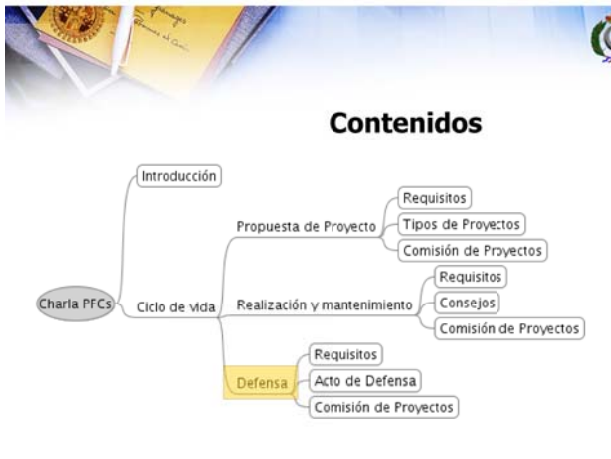 Contenidos
Introducción
Charla PFCs
Ciclo de vida
Propuesta de Proyecto
Requisitos
Tipos de Proyectos
Comisión de Proyectos
Realización y mantenimiento
Requisitos
Consejos
Comisión de Proyectos
Defensa
Requisitos
Acto de Defensa
Comisión de Proyectos